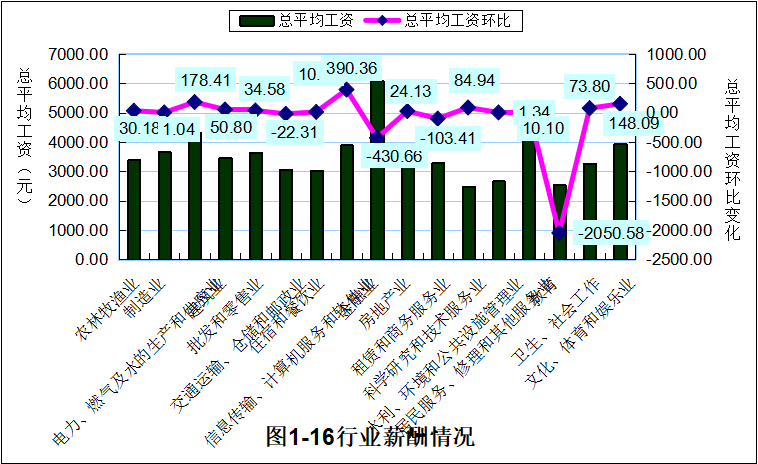 总平均工资 总平均工资环比
总平均工资（元）
7000.00
6000.00
5000.00
4000.00
3000.00
2000.00
1000.00
0.00
1000.00
500.00
0.00
-500.00
-1000.00
-1500.00
-2000.00
-2500.00
总平均工资环比变化
30.18
1.04
178.41
50.80
34.58
-22.31
10.
390.36
-430.66
24.13
-103.41
84.94
1.34
10.10
-2050.58
73.80
148.09
农林牧渔业
制造业
电力、燃气及水的生产和供应业
建筑业
批发和零售业
交通运输、仓储和邮政业
住宿和餐饮业
信息传输、计算机服务和软件业
金融业
房地产业
租赁和商务服务业
科学研究和技术服务业
水利、环境和公共设施管理业
居民服务、修理和其他服务业
教育
卫生、社会工作
文化、体育和娱乐业
图1-16行业薪酬情况